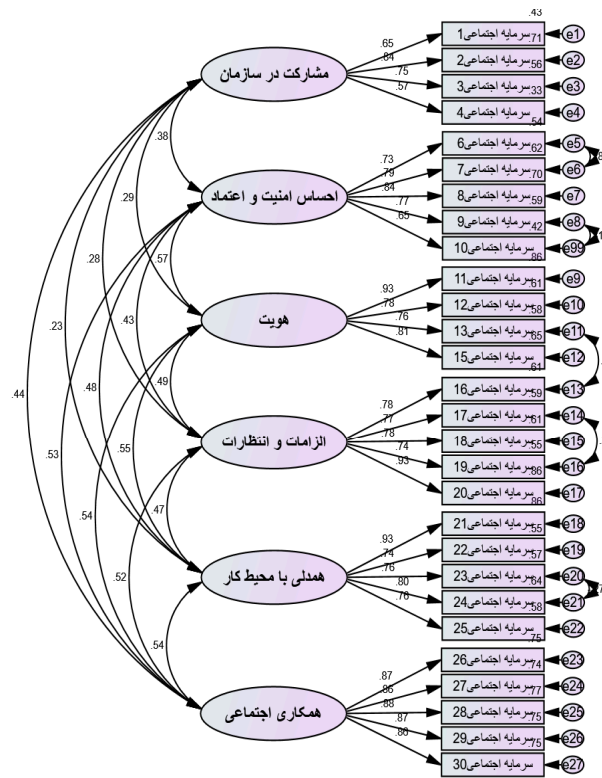 .43
سرمایه اجتماعی1 .71 e1
سرمایه اجتماعی2 .56 e2
سرمایه اجتماعی3 .33 e3
سرمایه اجتماعی4 .54 e4
.65
.84
.75
.57
مشارکت در سازمان
سرمایه اجتماعی6 .62 e5
سرمایه اجتماعی7 .70 e6
سرمایه اجتماعی8 .59 e7
سرمایه اجتماعی9 .42 e8
سرمایه اجتماعی10 .86 e99
.73
.79
.84
.77
.65
احساس امنیت و اعتماد
سرمایه اجتماعی11 .61 e9
سرمایه اجتماعی12 .58 e10
سرمایه اجتماعی13 .65 e11
سرمایه اجتماعی15 .61 e12
.93
.78
.76
.81
هویت
سرمایه اجتماعی16 .59 e13
سرمایه اجتماعی17 .61 e14
سرمایه اجتماعی18 .55 e15
سرمایه اجتماعی19 .86 e16
سرمایه اجتماعی20 .86 e17
.78
.77
.78
.74
.93
الزامات و انتظارات
سرمایه اجتماعی21 .55 e18
سرمایه اجتماعی22 .57 e19
سرمایه اجتماعی23 .64 e20
سرمایه اجتماعی24 .58 e21
سرمایه اجتماعی25 .75 e22
.93
.74
.76
.80
.76
همدلی با محیط کار
سرمایه اجتماعی26 .74 e23
سرمایه اجتماعی27 .77 e24
سرمایه اجتماعی28 .75 e25
سرمایه اجتماعی29 .75 e26
سرمایه اجتماعی30 e27
.87
.86
.88
.87
.86
همکاری اجتماعی
.38
.29
.57
.28
.43
.23
.49
.48
.44
.55
.53
.54
.47
.52
.54